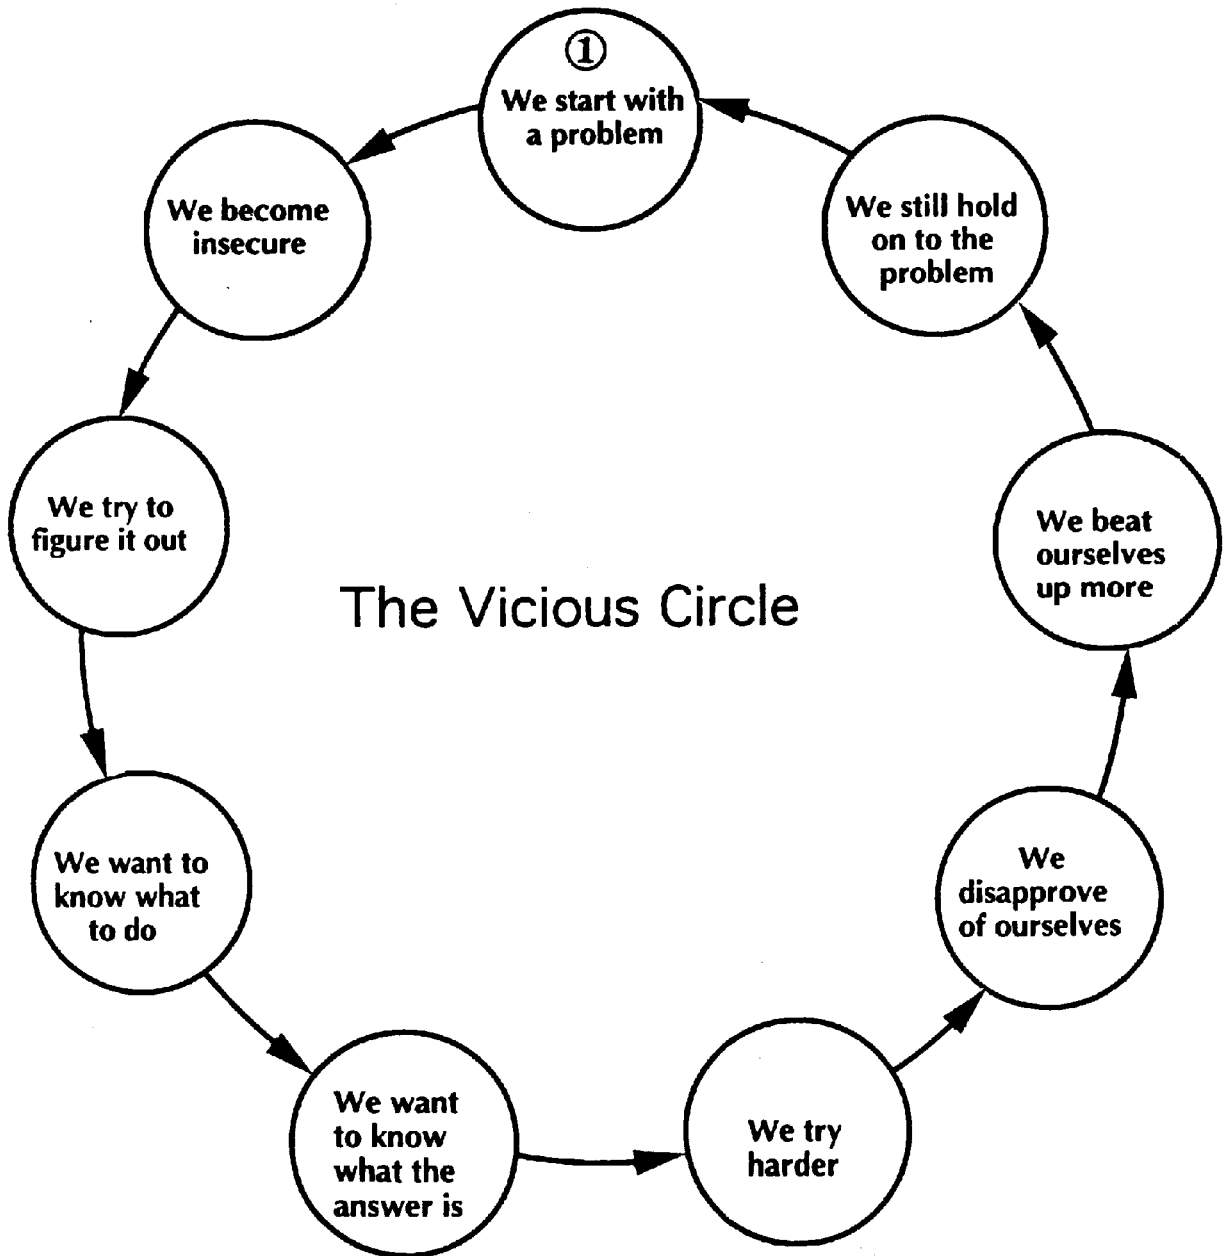 ①
We start with
a problem
We become
insecure
We try to
figure it out
We want to
know what
to do
We want
to know
what the
answer is
We try
harder
We
disapprove
of ourselves
We beat
ourselves
up more
We still hold
on to the
problem
The Vicious Circle